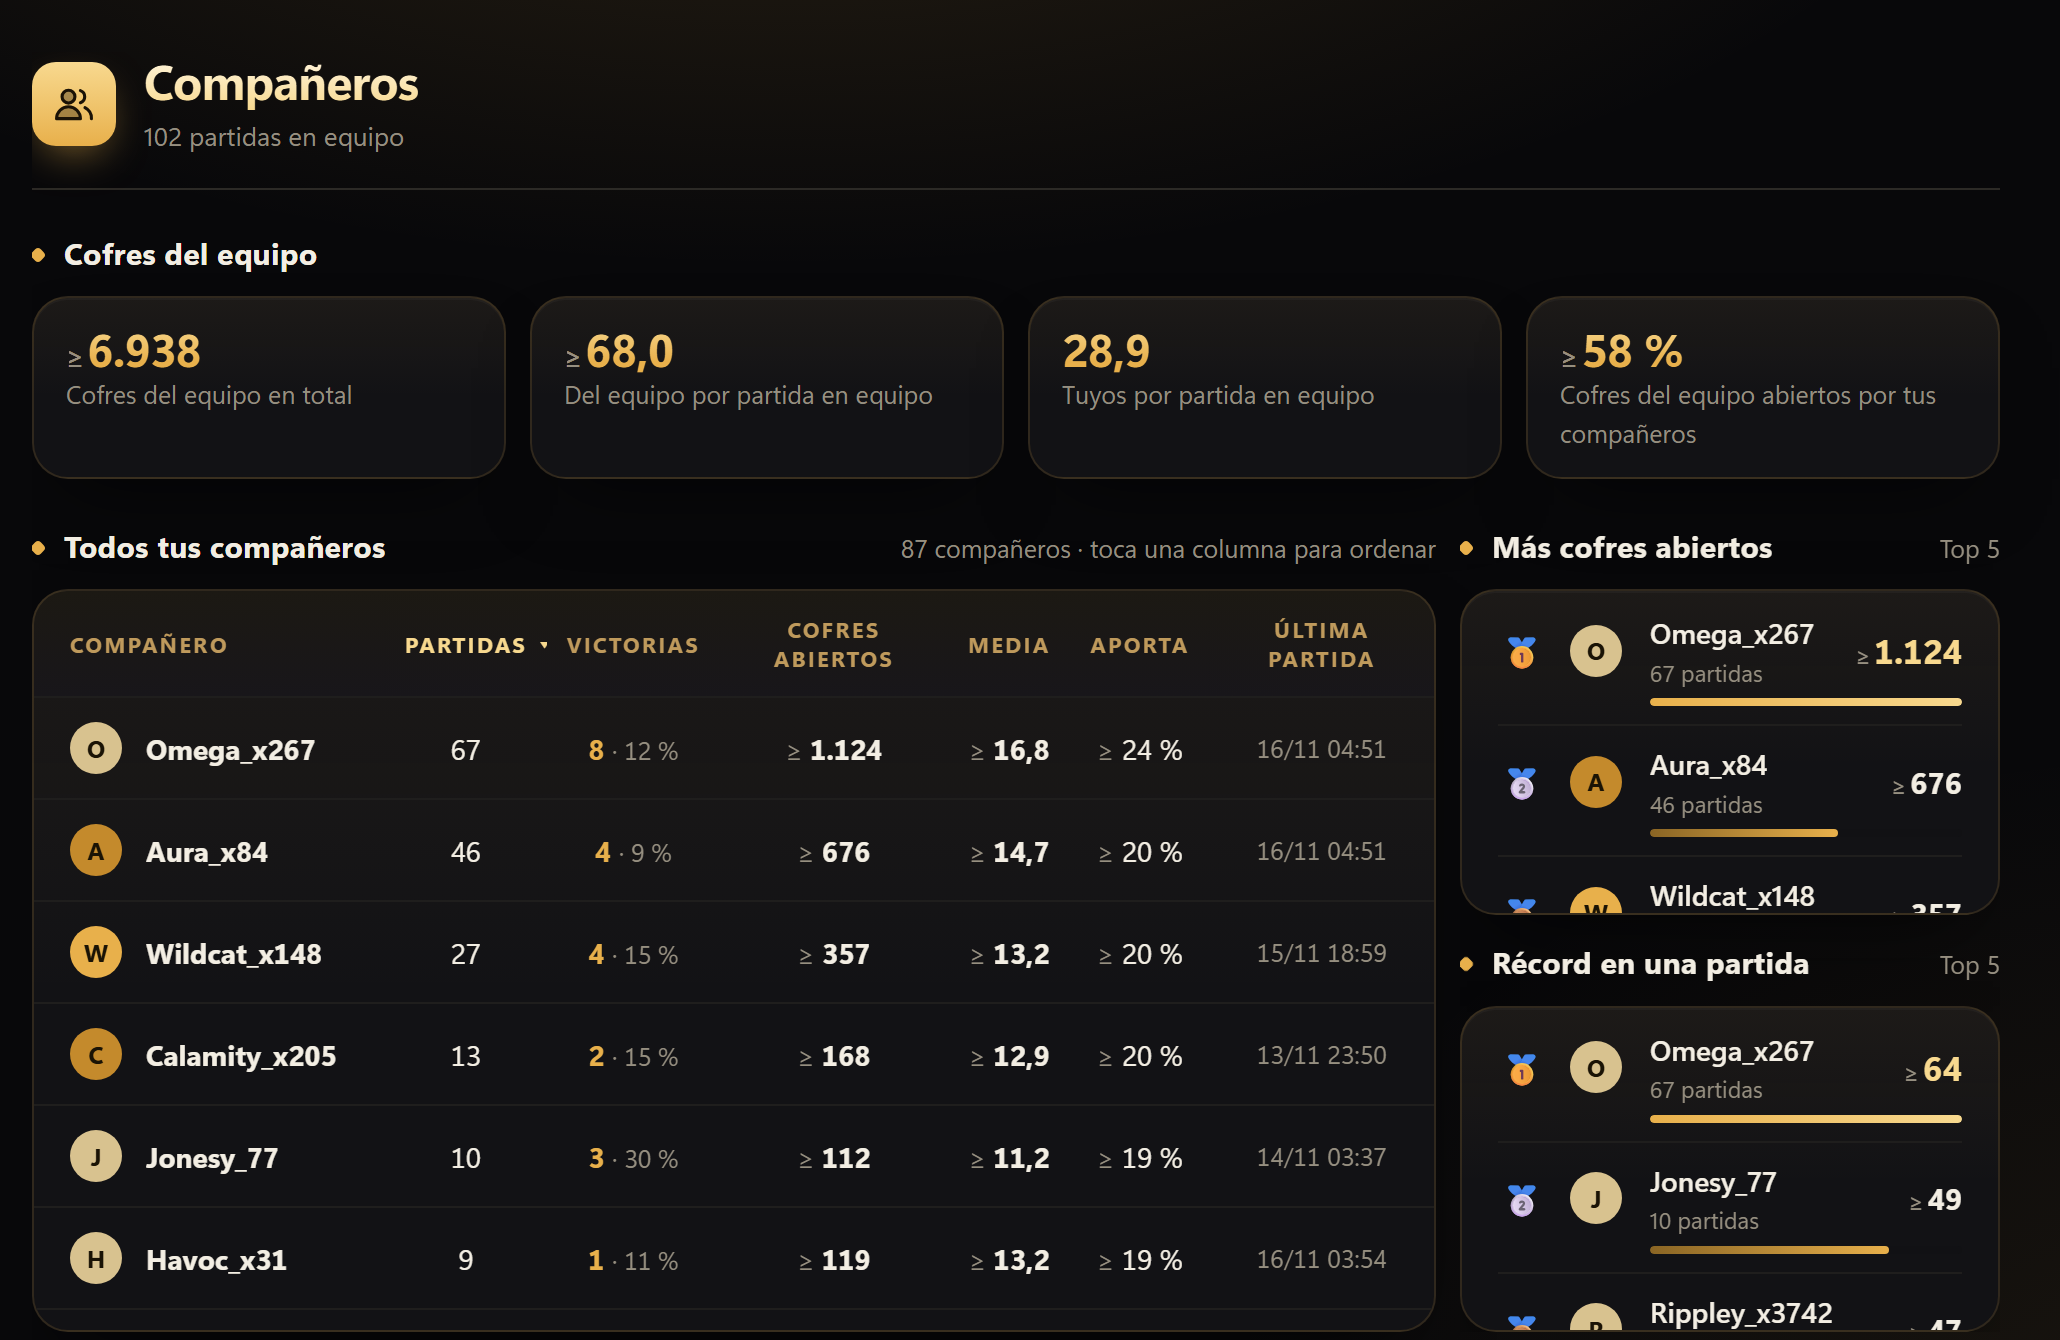 Compañeros
102 partidas en equipo
Cofres del equipo
≥ 6.938
Cofres del equipo en total
≥ 68,0
Del equipo por partida en equipo
28,9
Tuyos por partida en equipo
≥ 58 %
Cofres del equipo abiertos por tus
compañeros
Todos tus compañeros
87 compañeros · toca una columna para ordenar
COMPAÑERO PARTIDAS ▼ VICTORIAS COFRES ABIERTOS MEDIA APORTA ÚLTIMA PARTIDA
O Omega_x267 67 8 · 12 % ≥ 1.124 ≥ 16,8 ≥ 24 % 16/11 04:51
A Aura_x84 46 4 · 9 % ≥ 676 ≥ 14,7 ≥ 20 % 16/11 04:51
W Wildcat_x148 27 4 · 15 % ≥ 357 ≥ 13,2 ≥ 20 % 15/11 18:59
C Calamity_x205 13 2 · 15 % ≥ 168 ≥ 12,9 ≥ 20 % 13/11 23:50
J Jonesy_77 10 3 · 30 % ≥ 112 ≥ 11,2 ≥ 19 % 14/11 03:37
H Havoc_x31 9 1 · 11 % ≥ 119 ≥ 13,2 ≥ 19 % 16/11 03:54
Más cofres abiertos
Top 5
1 O Omega_x267 ≥ 1.124
67 partidas
2 A Aura_x84 ≥ 676
46 partidas
W Wildcat_x148 ≥ 357
Récord en una partida
Top 5
1 O Omega_x267 ≥ 64
67 partidas
2 J Jonesy_77 ≥ 49
10 partidas
R Rippley_x3742 ≥ 47